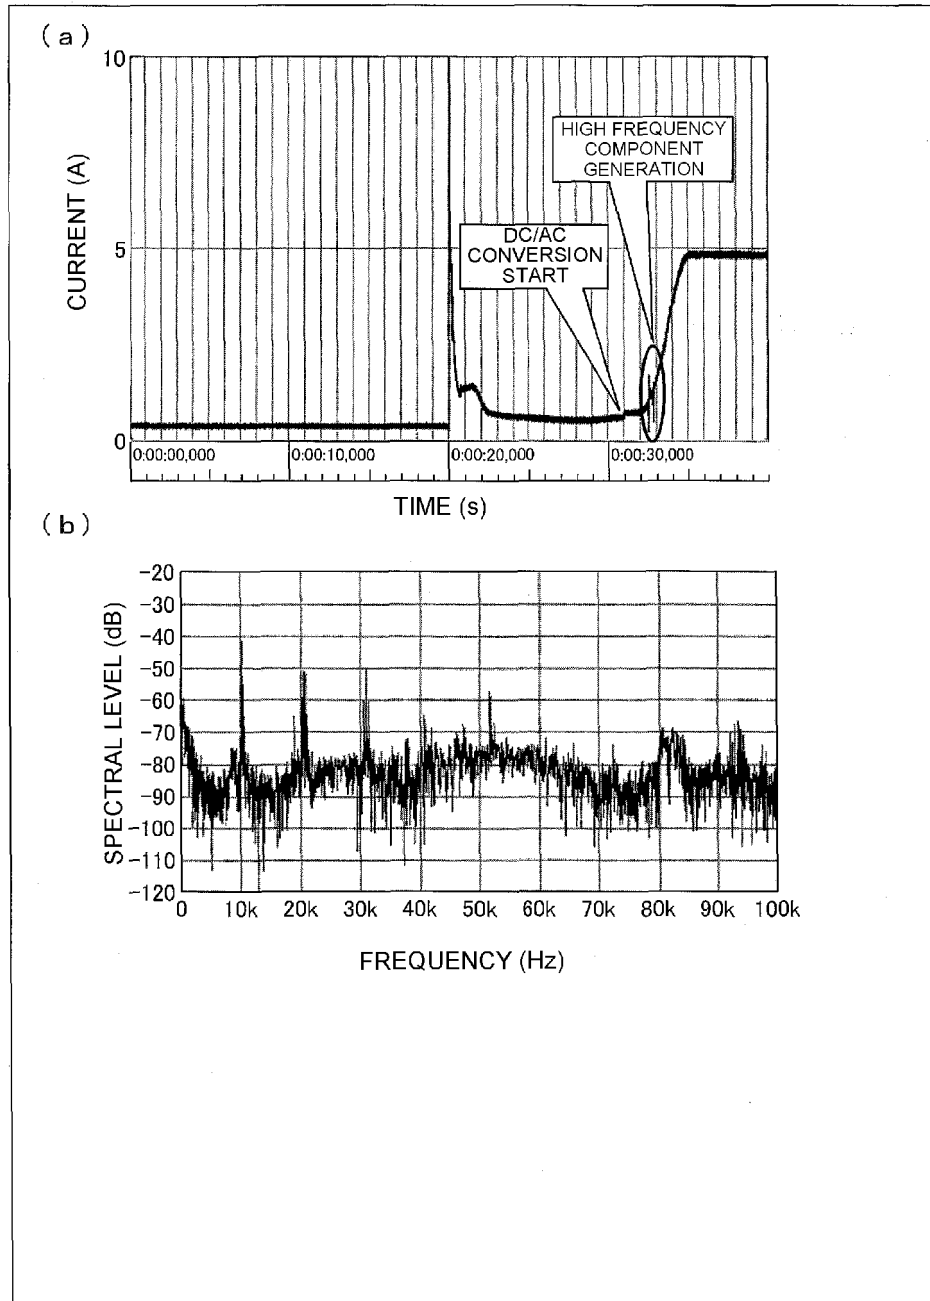 (a)
10
HIGH FREQUENCY
COMPONENT
GENERATION
CURRENT (A)
DC/AC
CONVERSION
START
5
0
0:00:00,000 0:00:10,000 0:00:20,000 0:00:30,000
TIME (s)
(b)
-20
-30
-40
-50
-60
-70
-80
-90
-100
-110
-120
SPECTRAL LEVEL (dB)
0 10k 20k 30k 40k 50k 60k 70k 80k 90k 100k
FREQUENCY (Hz)